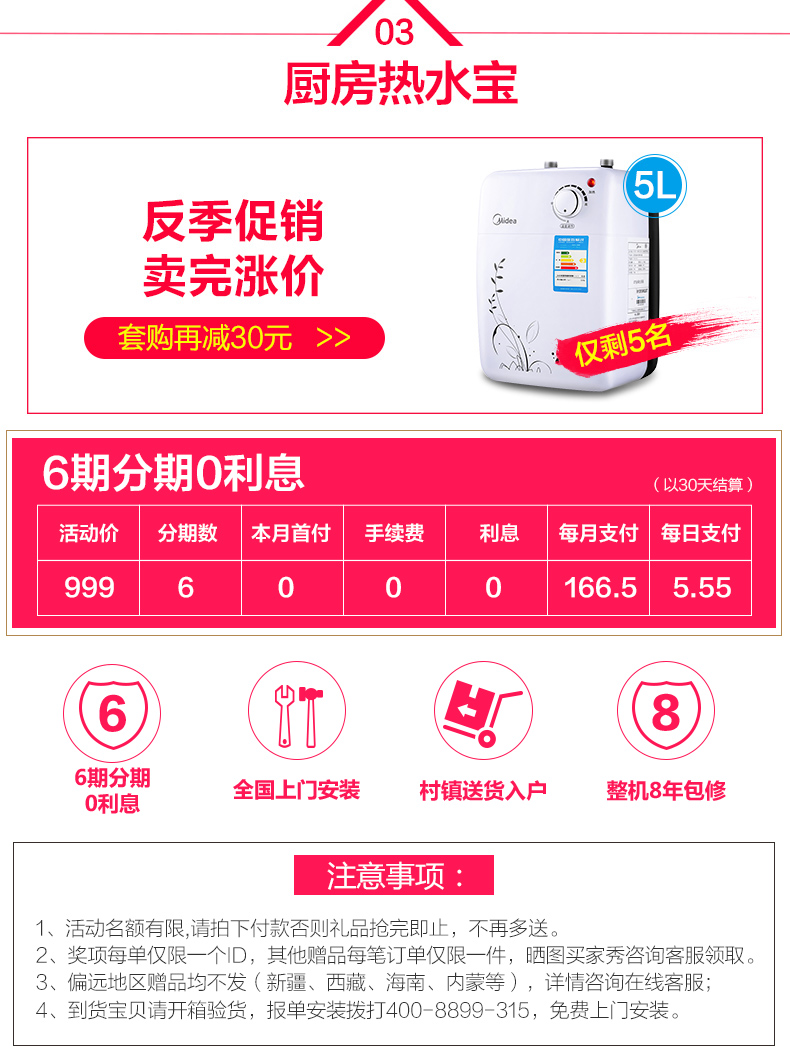 03
厨房热水宝
反季促销
卖完涨价
套购再减30元 >>
Midea
5L
仅剩5名
6期分期0利息
（以30天结算）
活动价 分期数 本月首付 手续费 利息 每月支付 每日支付
999 6 0 0 0 166.5 5.55
6
8
6期分期
0利息
全国上门安装
村镇送货入户
整机8年包修
注意事项：
1、活动名额有限,请拍下付款否则礼品抢完即止，不再多送。
2、奖项每单仅限一个ID，其他赠品每笔订单仅限一件，晒图买家秀咨询客服领取。
3、偏远地区赠品均不发（新疆、西藏、海南、内蒙等），详情咨询在线客服；
4、到货宝贝请开箱验货，报单安装拨打400-8899-315，免费上门安装。